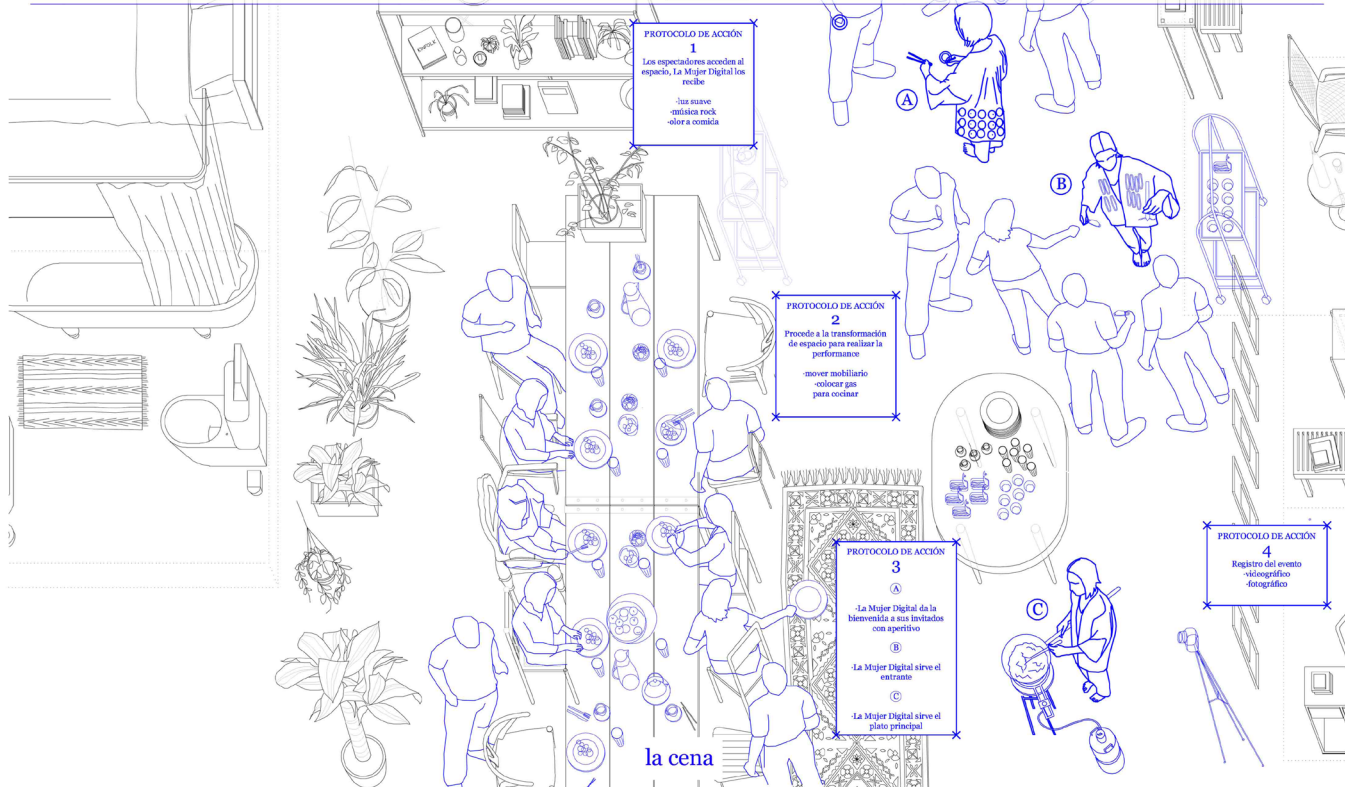 KINFOLK
PROTOCOLO DE ACCIÓN
1
Los espectadores acceden al
espacio, La Mujer Digital los
recibe
·luz suave
·música rock
·olor a comida
A
B
PROTOCOLO DE ACCIÓN
2
Procede a la transformación
de espacio para realizar la
performance
·mover mobiliario
·colocar gas
para cocinar
PROTOCOLO DE ACCIÓN
3
A
·La Mujer Digital da la
bienvenida a sus invitados
con aperitivo
B
·La Mujer Digital sirve el
entrante
C
·La Mujer Digital sirve el
plato principal
C
PROTOCOLO DE ACCIÓN
4
Registro del evento
·videográfico
·fotográfico
la cena